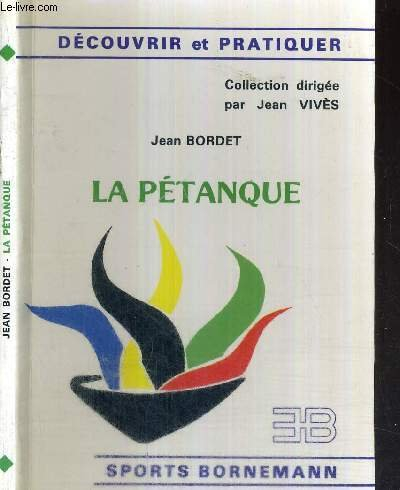 Le-livre.com
DÉCOUVRIR et PRATIQUER
Collection dirigée
par Jean VIVÈS
Jean BORDET
LA PÉTANQUE
JEAN BORDET - LA PÉTANQUE
EHB
SPORTS BORNEMANN